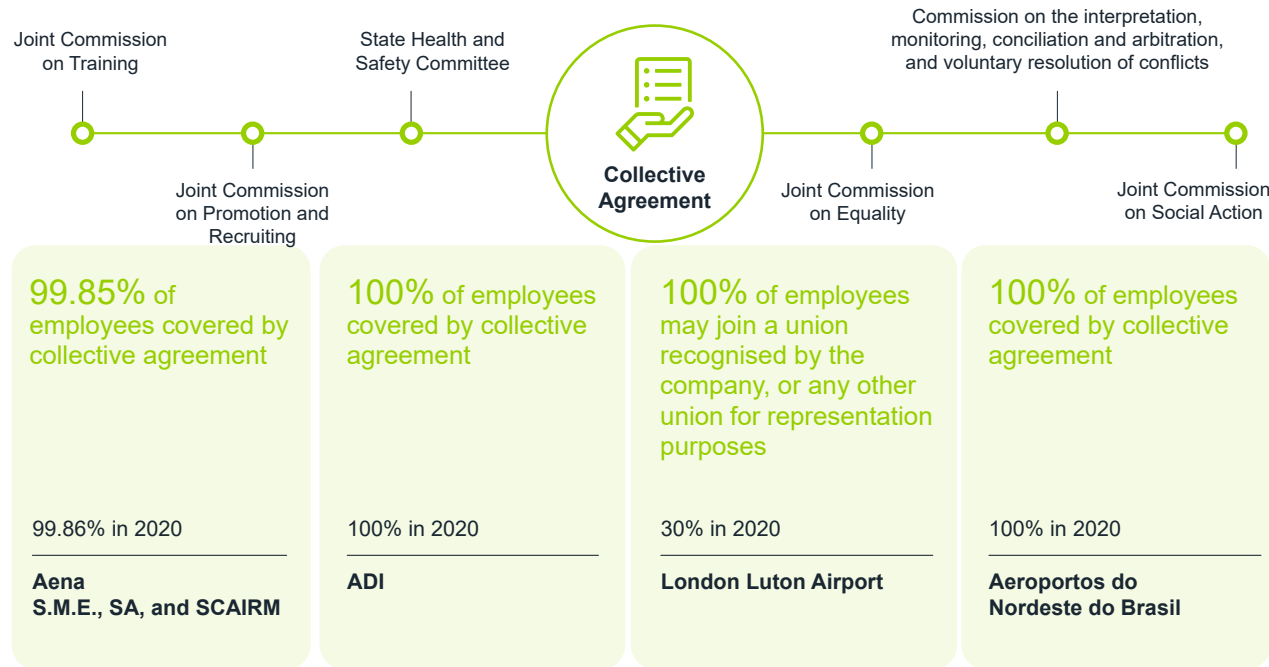 Joint Commission
on Training
State Health and
Safety Committee
Commission on the interpretation,
monitoring, conciliation and arbitration,
and voluntary resolution of conflicts
Joint Commission
on Promotion and
Recruiting
Collective
Agreement
Joint Commission
on Equality
Joint Commission
on Social Action
99.85% of
employees covered by
collective agreement
99.86% in 2020
Aena
S.M.E., SA, and SCAIRM
100% of employees
covered by collective
agreement
100% in 2020
ADI
100% of employees
may join a union
recognised by the
company, or any other
union for representation
purposes
30% in 2020
London Luton Airport
100% of employees
covered by collective
agreement
100% in 2020
Aeroportos do
Nordeste do Brasil